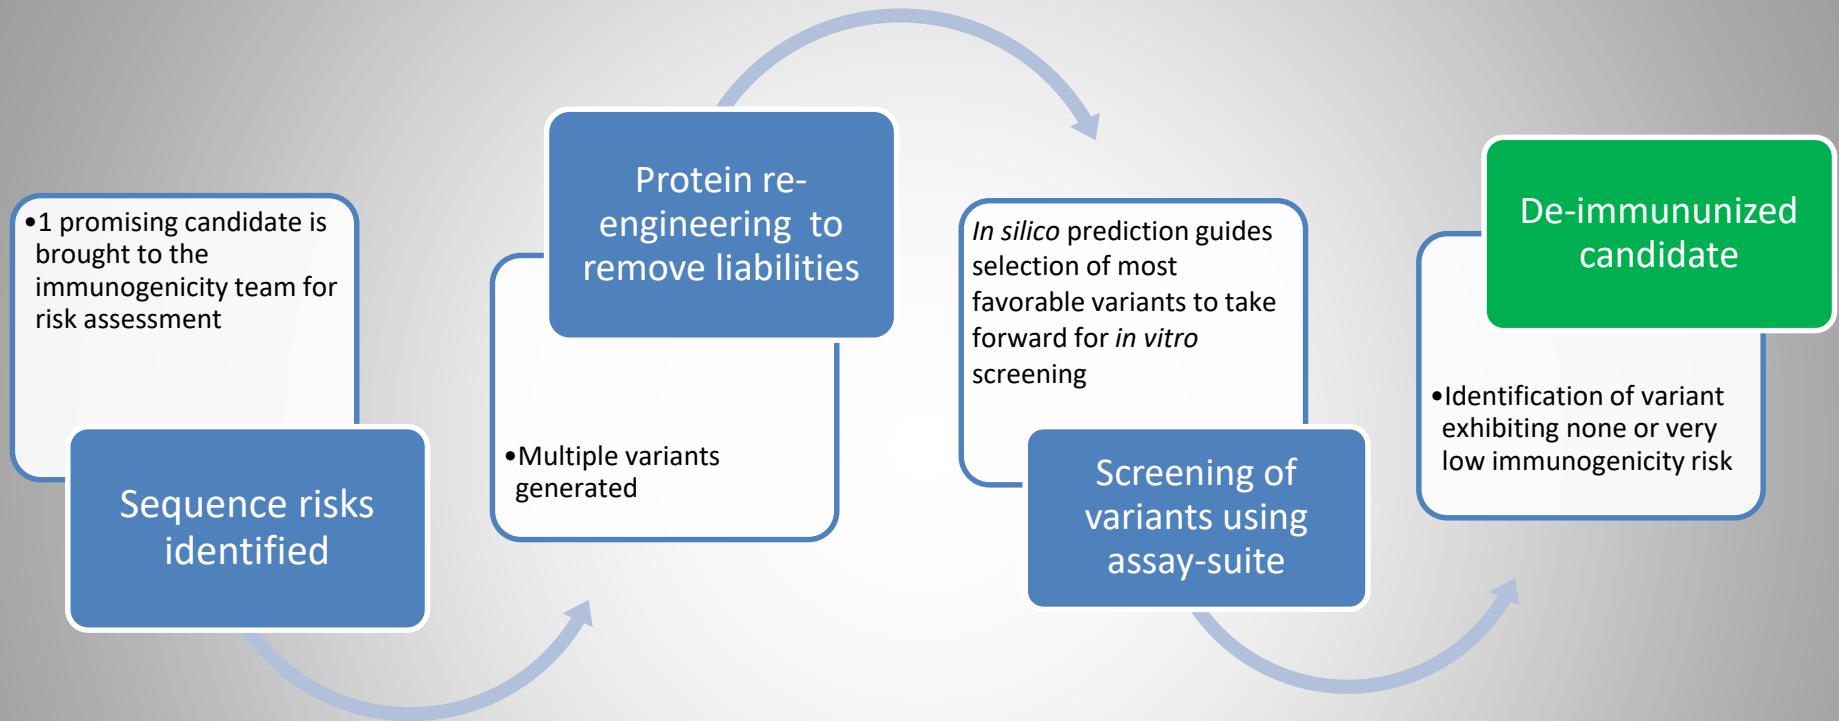 •1 promising candidate is
brought to the
immunogenicity team for
risk assessment
Sequence risks
identified
Protein re-
engineering  to
remove liabilities
•Multiple variants
generated
In silico prediction guides
selection of most
favorable variants to take
forward for in vitro
screening
Screening of
variants using
assay-suite
De-immununized
candidate
•Identification of variant
exhibiting none or very
low immunogenicity risk